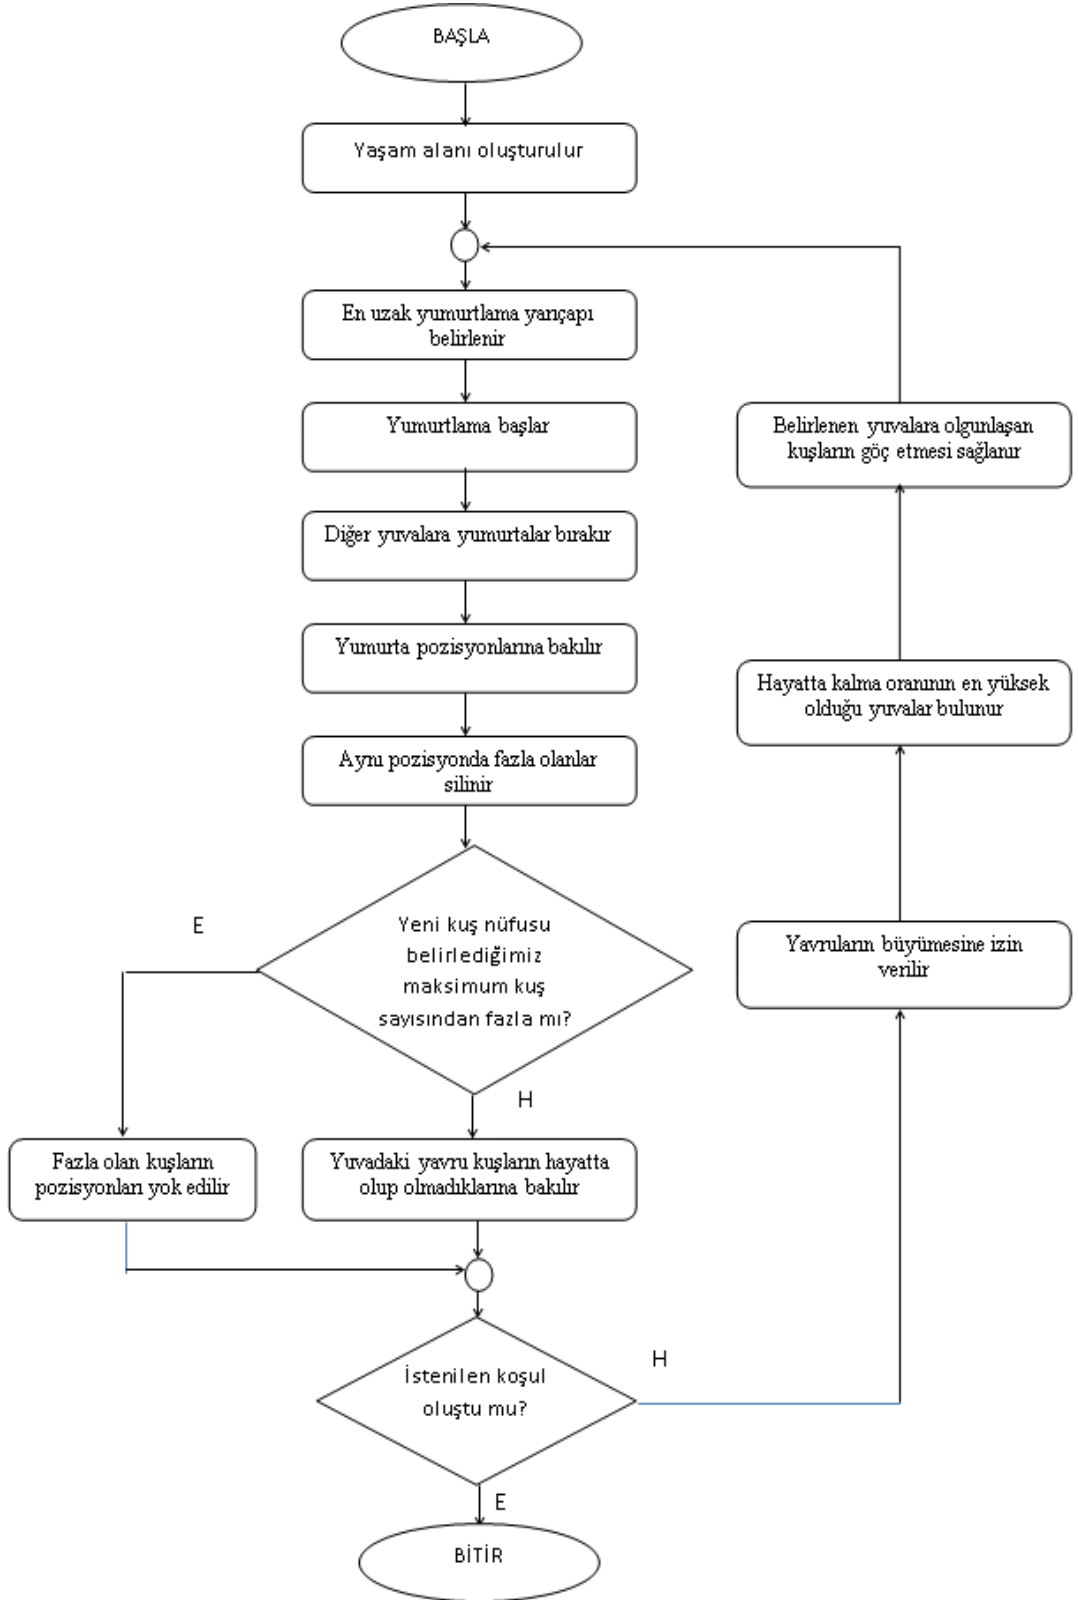 BAŞLA
Yaşam alanı oluşturulur
En uzak yumurtlama yarıçapı
belirlenir
Yumurtlama başlar
Diğer yuvalara yumurtalar bırakır
Yumurta pozisyonlarına bakılır
Aynı pozisyonda fazla olanlar
silinir
Yeni kuş nüfusu
belirlediğimiz
maksimum kuş
sayısından fazla mı?
E
H
Fazla olan kuşların
pozisyonları yok edilir
Yuvadaki yavru kuşların hayatta
olup olmadıklarına bakılır
İstenilen koşul
oluştu mu?
H
E
BİTİR
Yavruların büyümesine izin
verilir
Hayatta kalma oranının en yüksek
olduğu yuvalar bulunur
Belirlenen yuvalara olgunlaşan
kuşların göç etmesi sağlanır